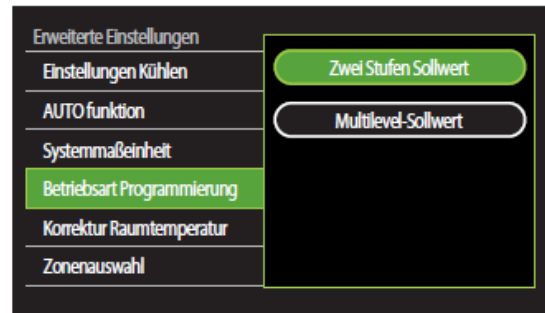 Erweiterte Einstellungen
Einstellungen Kühlen
AUTO funktion
Systemmaßeinheit
Betriebsart Programmierung
Korrektur Raumtemperatur
Zonenauswahl
Zwei Stufen Sollwert
Multilevel-Sollwert